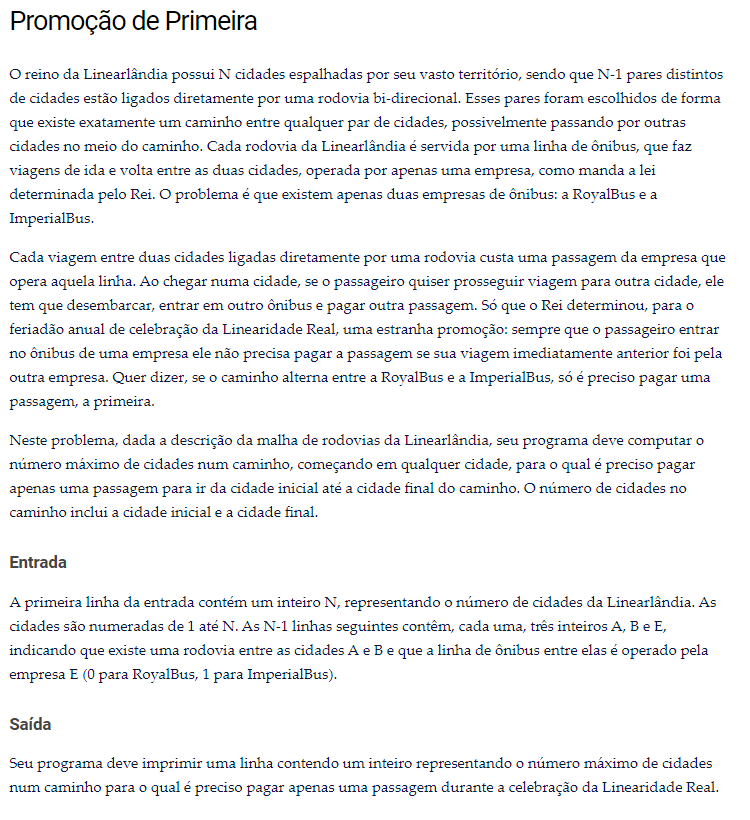 Promoção de Primeira
O reino da Linearlândia possui N cidades espalhadas por seu vasto território, sendo que N-1 pares distintos
de cidades estão ligados diretamente por uma rodovia bi-direcional. Esses pares foram escolhidos de forma
que existe exatamente um caminho entre qualquer par de cidades, possivelmente passando por outras
cidades no meio do caminho. Cada rodovia da Linearlândia é servida por uma linha de ônibus, que faz
viagens de ida e volta entre as duas cidades, operada por apenas uma empresa, como manda a lei
determinada pelo Rei. O problema é que existem apenas duas empresas de ônibus: a RoyalBus e a
ImperialBus.
Cada viagem entre duas cidades ligadas diretamente por uma rodovia custa uma passagem da empresa que
opera aquela linha. Ao chegar numa cidade, se o passageiro quiser prosseguir viagem para outra cidade, ele
tem que desembarcar, entrar em outro ônibus e pagar outra passagem. Só que o Rei determinou, para o
feriadão anual de celebração da Linearidade Real, uma estranha promoção: sempre que o passageiro entrar
no ônibus de uma empresa ele não precisa pagar a passagem se sua viagem imediatamente anterior foi pela
outra empresa. Quer dizer, se o caminho alterna entre a RoyalBus e a ImperialBus, só é preciso pagar uma
passagem, a primeira.
Neste problema, dada a descrição da malha de rodovias da Linearlândia, seu programa deve computar o
número máximo de cidades num caminho, começando em qualquer cidade, para o qual é preciso pagar
apenas uma passagem para ir da cidade inicial até a cidade final do caminho. O número de cidades no
caminho inclui a cidade inicial e a cidade final.
Entrada
A primeira linha da entrada contém um inteiro N, representando o número de cidades da Linearlândia. As
cidades são numeradas de 1 até N. As N-1 linhas seguintes contêm, cada uma, três inteiros A, B e E,
indicando que existe uma rodovia entre as cidades A e B e que a linha de ônibus entre elas é operado pela
empresa E (0 para RoyalBus, 1 para ImperialBus).
Saída
Seu programa deve imprimir uma linha contendo um inteiro representando o número máximo de cidades
num caminho para o qual é preciso pagar apenas uma passagem durante a celebração da Linearidade Real.